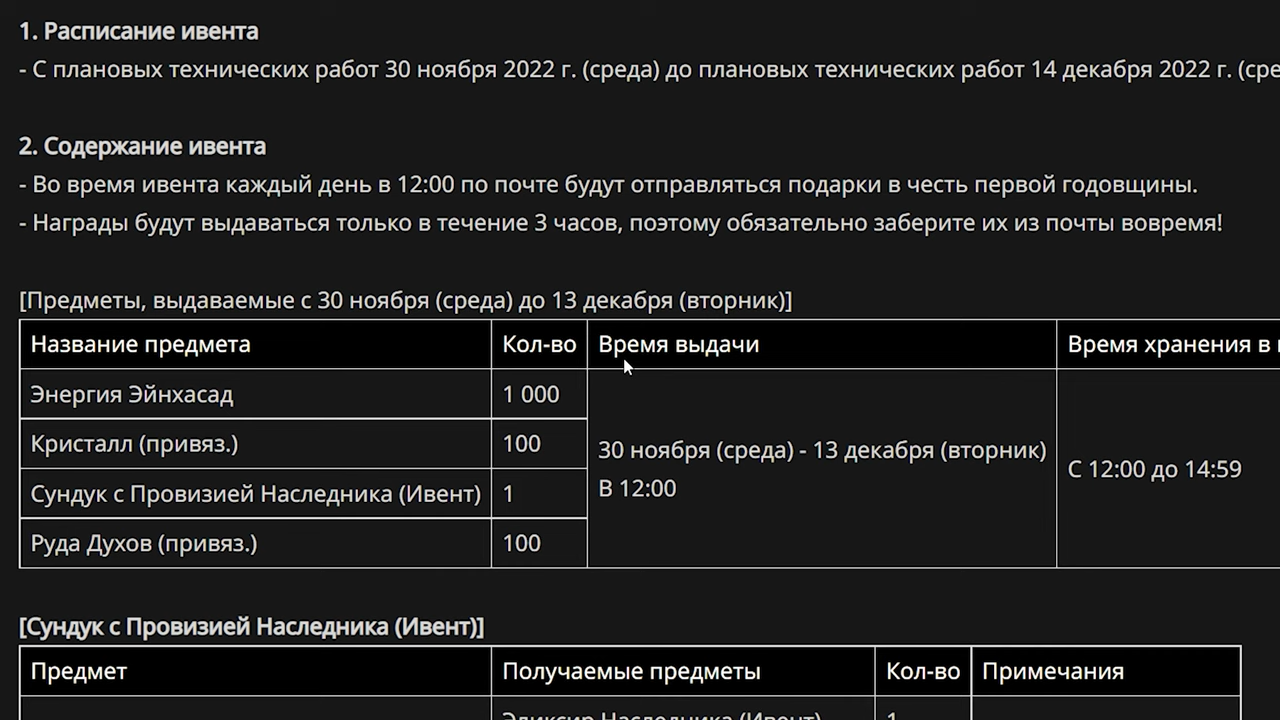 1. Расписание ивента
- С плановых технических работ 30 ноября 2022 г. (среда) до плановых технических работ 14 декабря 2022 г.
2. Содержание ивента
- Во время ивента каждый день в 12:00 по почте будут отправляться подарки в честь первой годовщины.
- Награды будут выдаваться только в течение 3 часов, поэтому обязательно заберите их из почты вовремя!
[Предметы, выдаваемые с 30 ноября (среда) до 13 декабря (вторник)]
Название предмета Кол-во Время выдачи Время хранения в
Энергия Эйнхасад 1 000
Кристалл (привяз.) 100
30 ноября (среда) - 13 декабря (вторник)
В 12:00
С 12:00 до 14:59
Сундук с Провизией Наследника (Ивент) 1
Руда Духов (привяз.) 100
[Сундук с Провизией Наследника (Ивент)]
Предмет Получаемые предметы Кол-во Примечания
Эликсир Наследника (Ивент) 1